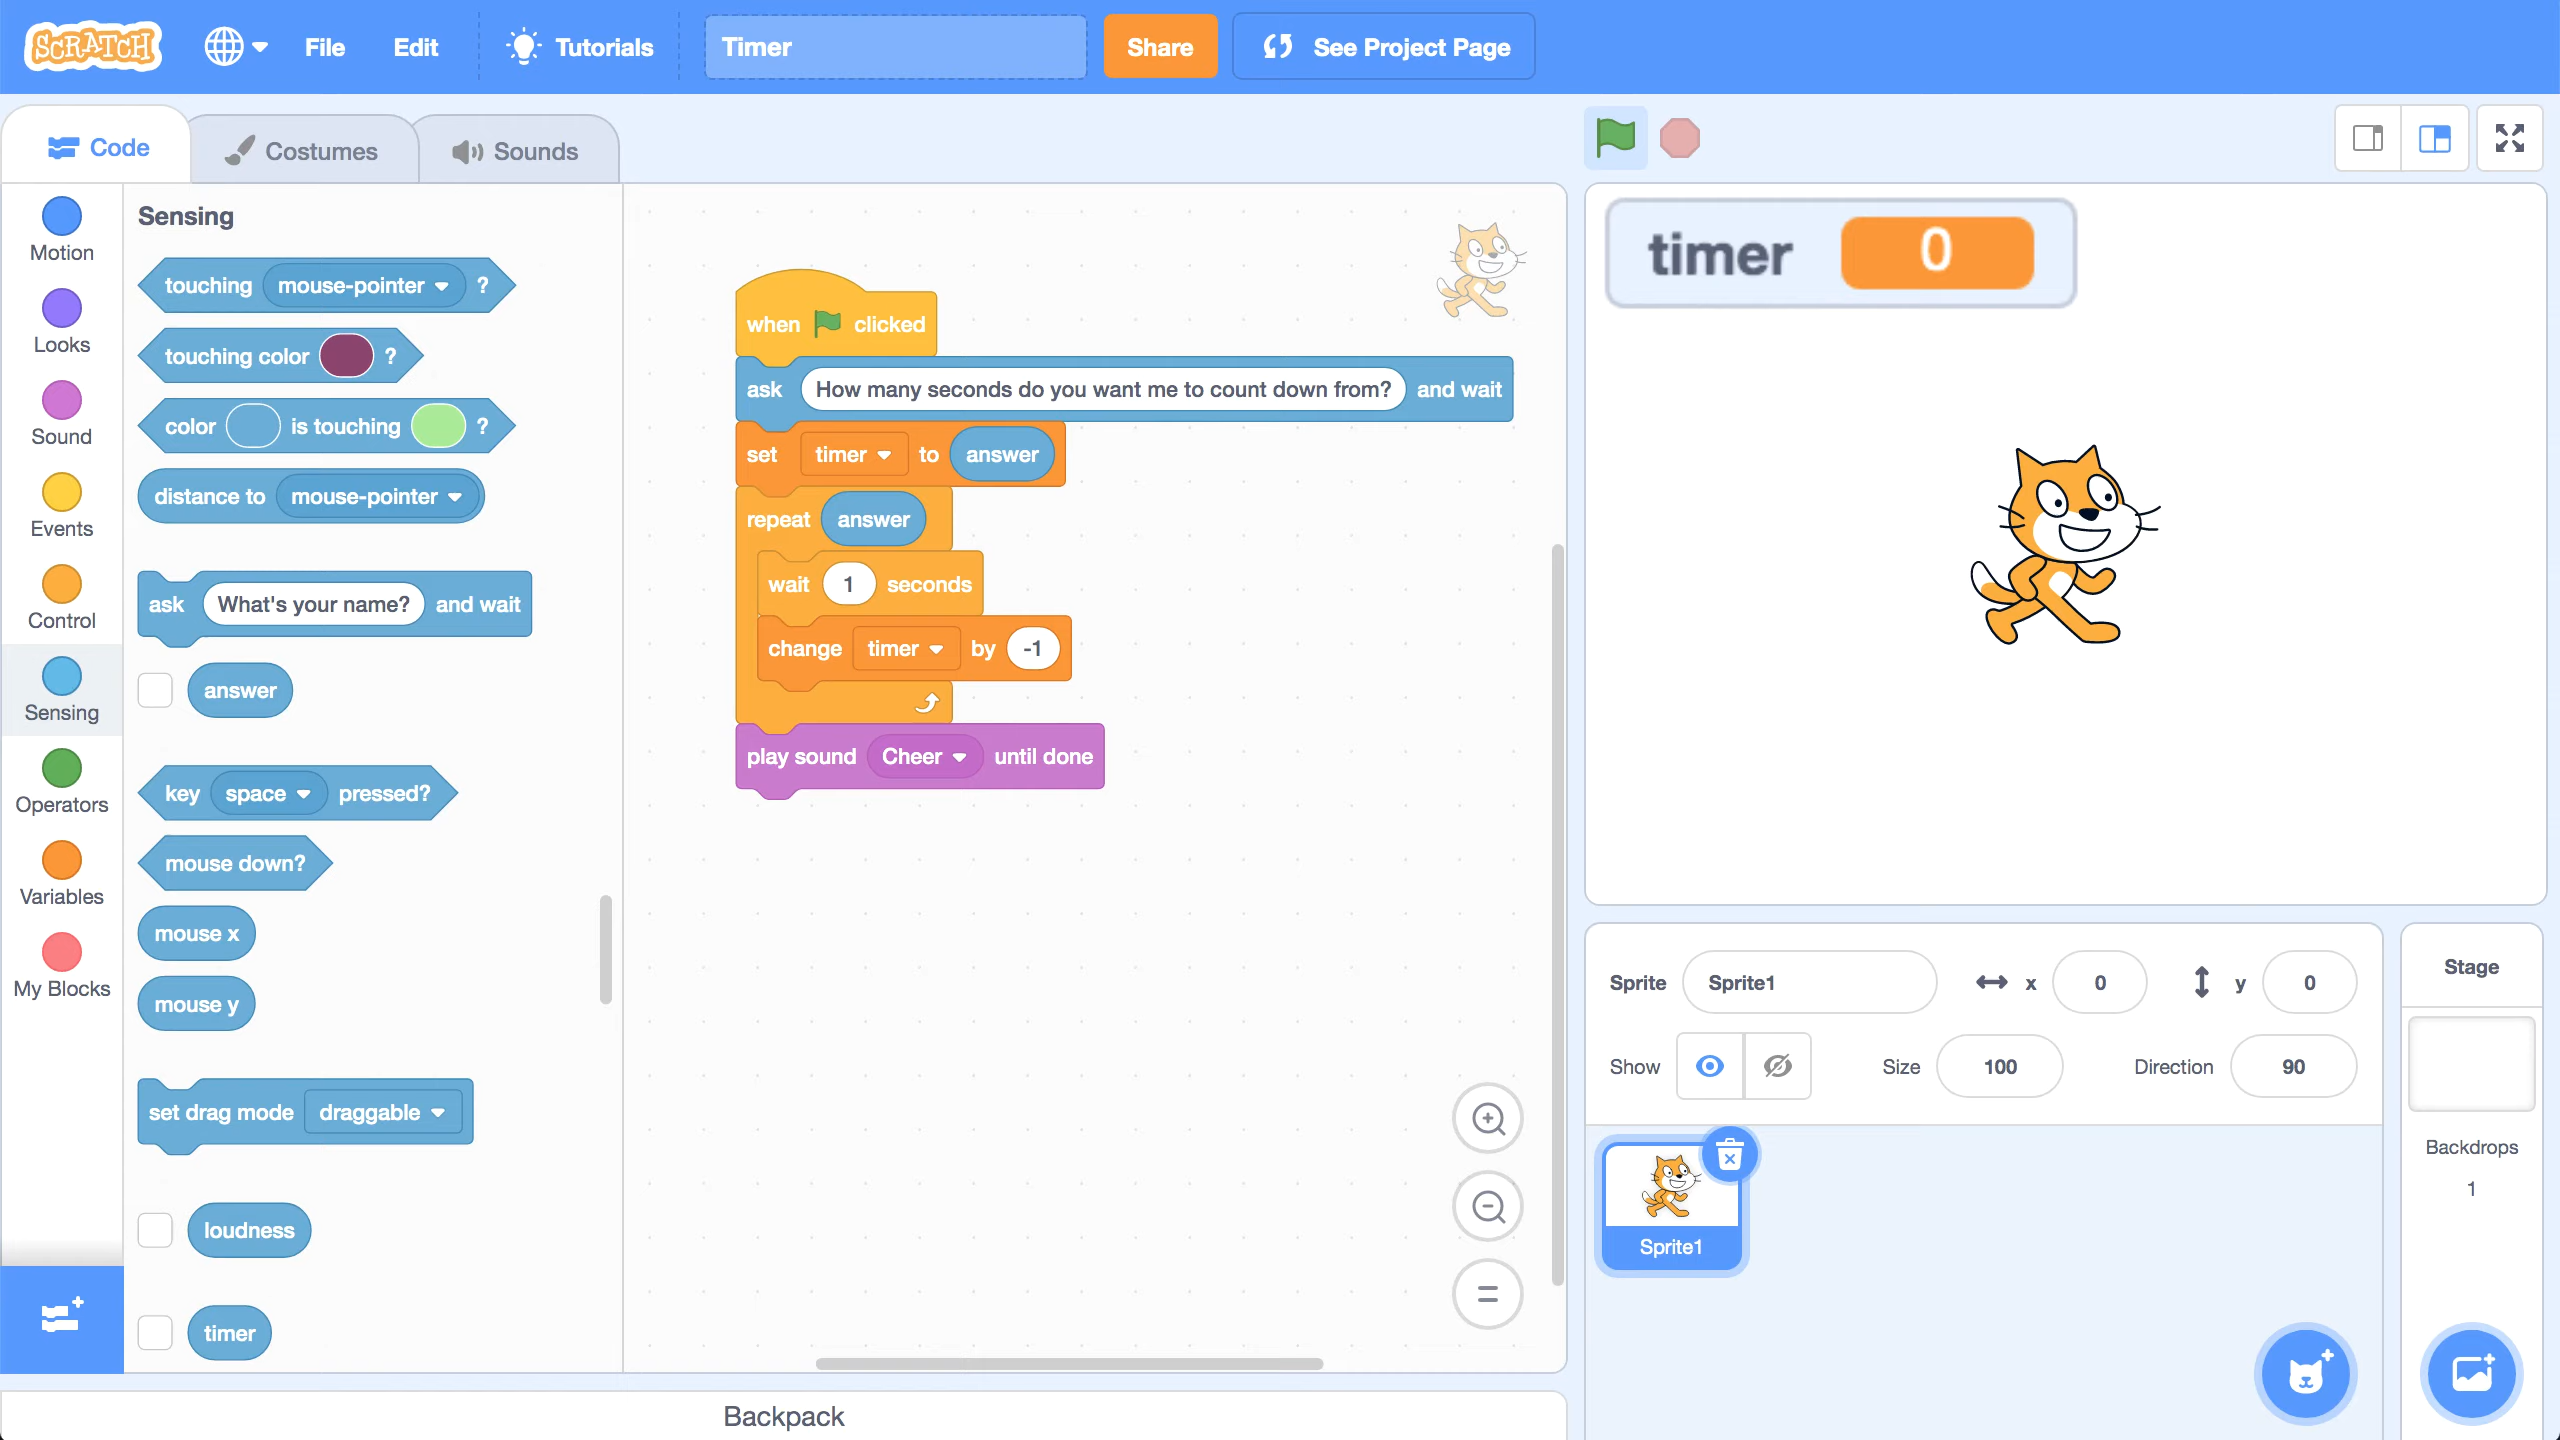 SCRATCH File Edit Tutorials Timer Share See Project Page
Code Costumes Sounds
Motion
Looks
Sound
Events
Control
Sensing
Operators
Variables
My Blocks
Sensing
touching mouse-pointer ?
touching color ?
color is touching ?
distance to mouse-pointer
ask What's your name? and wait
answer
key space pressed?
mouse down?
mouse x
mouse y
set drag mode draggable
loudness
timer
when clicked
ask How many seconds do you want me to count down from? and wait
set timer to answer
repeat answer
wait 1 seconds
change timer by -1
play sound Cheer until done
Backpack
timer 0
Sprite Sprite1 x 0 y 0
Show Size 100 Direction 90
Sprite1
Stage
Backdrops
1